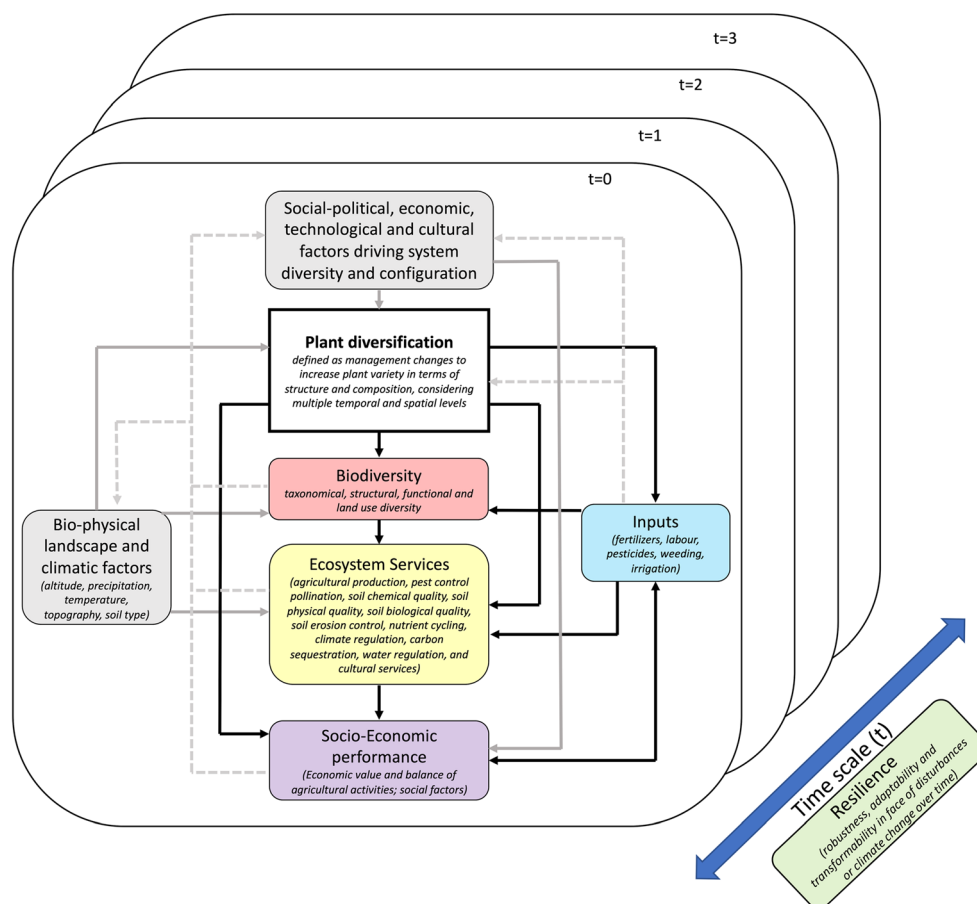 t=3
t=2
t=1
t=0
Social-political, economic,
technological and cultural
factors driving system
diversity and configuration
Plant diversification
defined as management changes to
increase plant variety in terms of
structure and composition, considering
multiple temporal and spatial levels
Biodiversity
taxonomical, structural, functional and
land use diversity
Bio-physical
landscape and
climatic factors
(altitude, precipitation,
temperature,
topography, soil type)
Inputs
(fertilizers, labour,
pesticides, weeding,
irrigation)
Ecosystem Services
(agricultural production, pest control
pollination, soil chemical quality, soil
physical quality, soil biological quality,
soil erosion control, nutrient cycling,
climate regulation, carbon
sequestration, water regulation, and
cultural services)
Socio-Economic
performance
(Economic value and balance of
agricultural activities; social factors)
Time scale (t)
Resilience
(robustness, adaptability and
transformability in face of disturbances
or climate change over time)